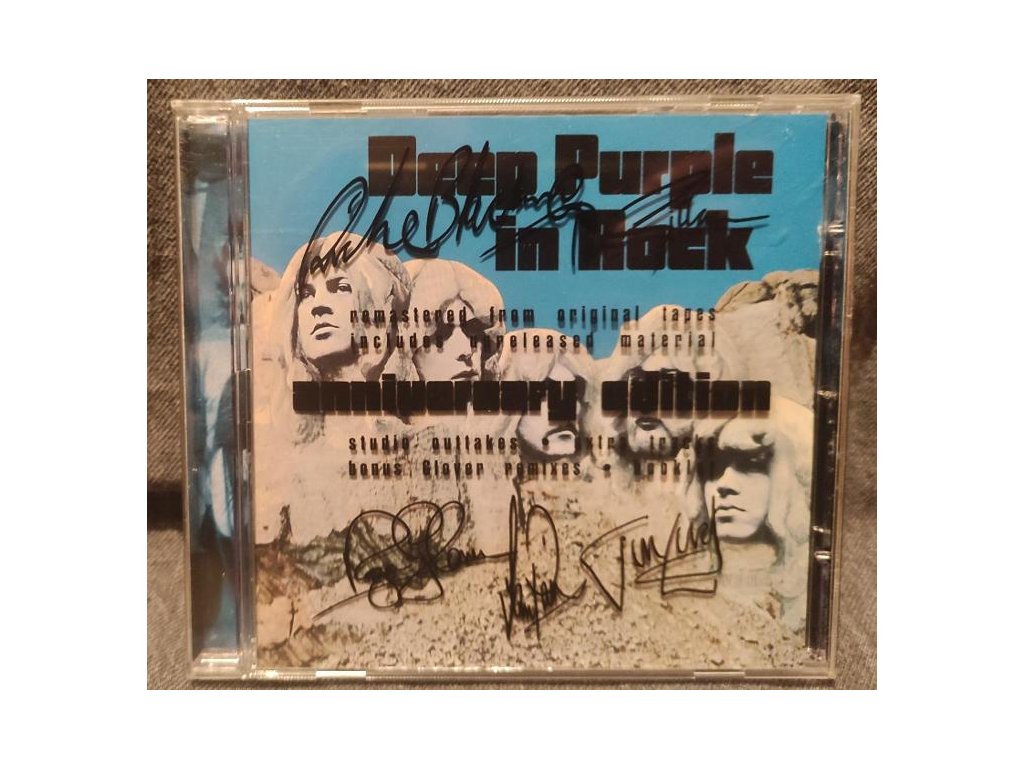 Deep Purple
in Rock
remastered from original tapes
includes unreleased material
anniversary edition
studio outtakes • extra tracks
bonus Glover remixes • booklet